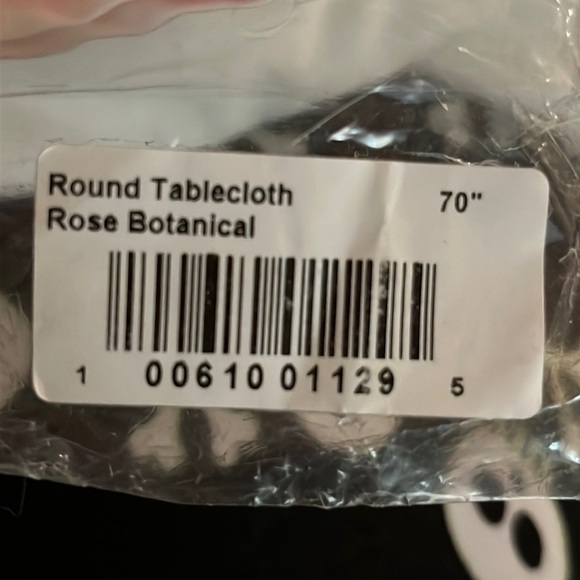 Round Tablecloth 70"
Rose Botanical
1 00610 01129 5